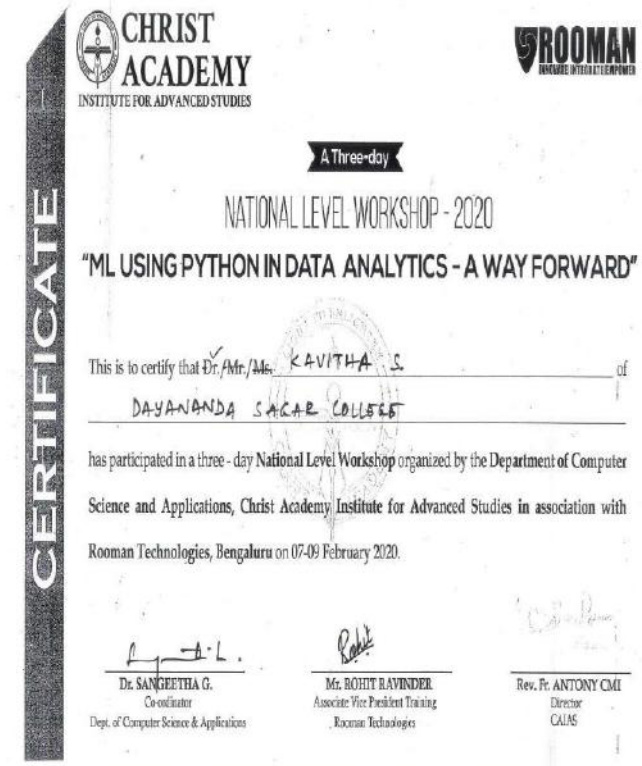 CHRIST
ACADEMY
INSTITUTE FOR ADVANCED STUDIES
ROOMAN
INNOVATE INTEGRATE EMPOWER
CERTIFICATE
A Three-day
NATIONAL LEVEL WORKSHOP - 2020
"ML USING PYTHON IN DATA ANALYTICS - A WAY FORWARD"
This is to certify that Dr./Mr./Ms. KAVITHA S. of
DAYANANDA SAGAR COLLEGE
has participated in a three - day National Level Workshop organized by the Department of Computer
Science and Applications, Christ Academy Institute for Advanced Studies in association with
Rooman Technologies, Bengaluru on 07-09 February 2020.
Rohit
Dr. SANGEETHA G.
Co-ordinator
Dept. of Computer Science & Applications
Mr. ROHIT RAVINDER
Associate Vice President Training
Rooman Technologies
Rev. Fr. ANTONY CMI
Director
CAIAS